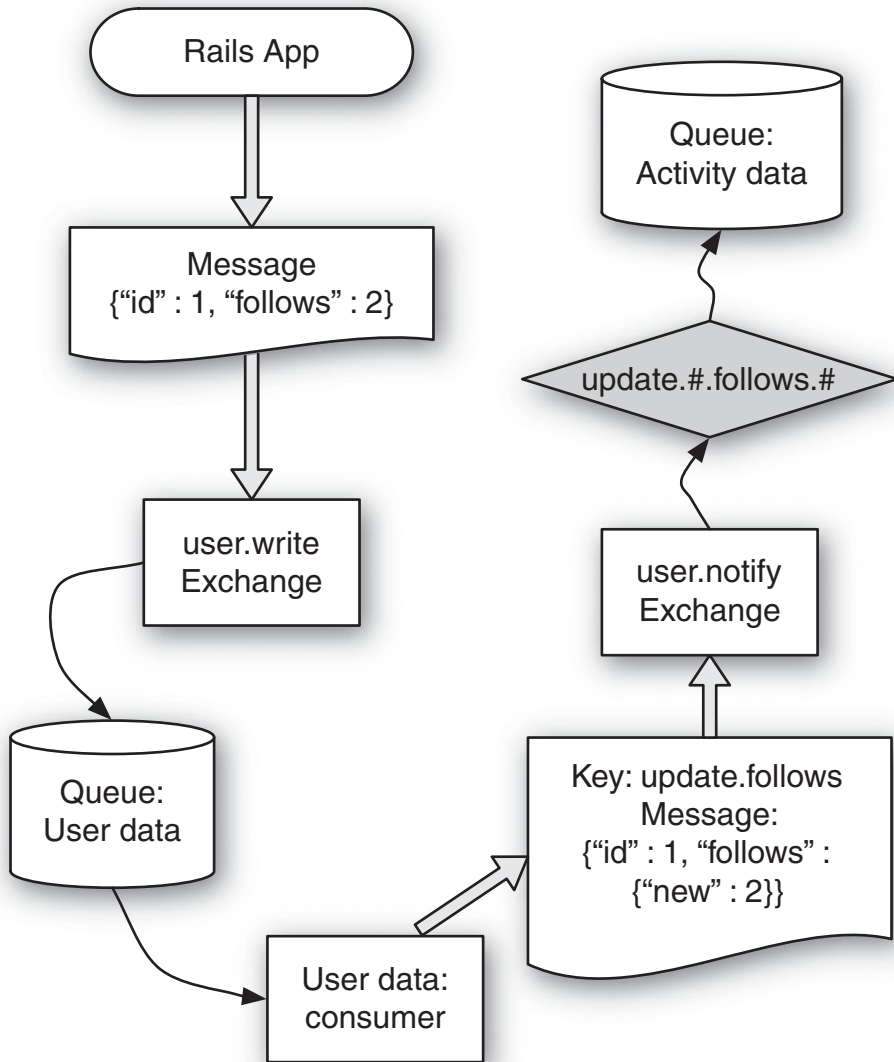 Rails App
Message
{“id” : 1, “follows” : 2}
user.write
Exchange
Queue:
User data
User data:
consumer
Key: update.follows
Message:
{“id” : 1, “follows” :
{“new” : 2}}
user.notify
Exchange
update.#.follows.#
Queue:
Activity data